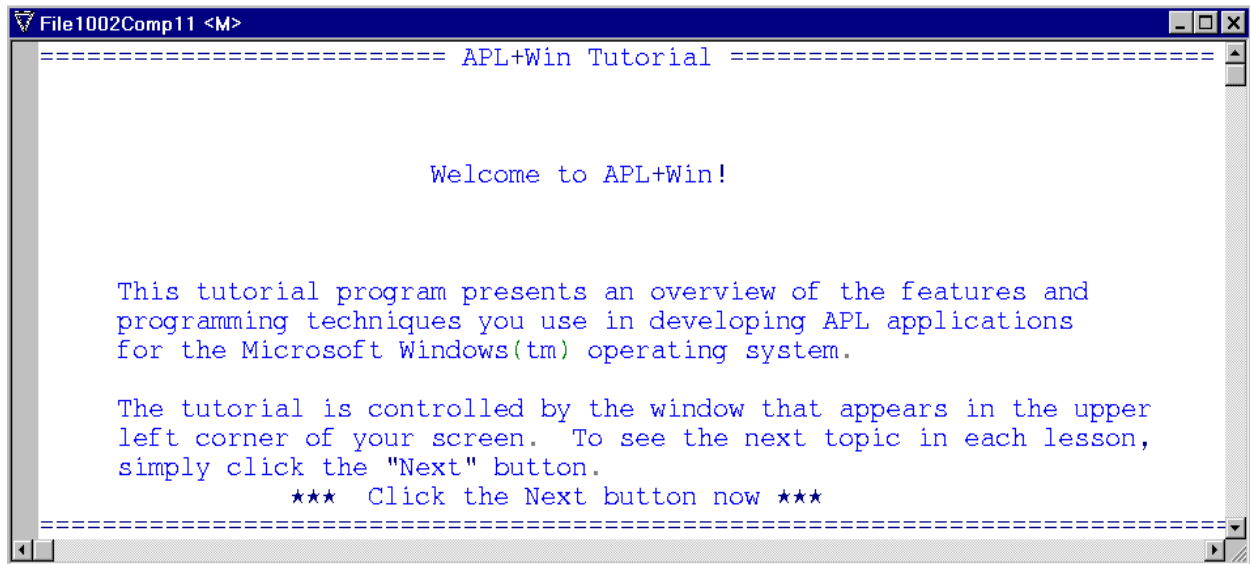 File1002Comp11 <M>
========================== APL+Win Tutorial ===============================
Welcome to APL+Win!
This tutorial program presents an overview of the features and
programming techniques you use in developing APL applications
for the Microsoft Windows(tm) operating system.
The tutorial is controlled by the window that appears in the upper
left corner of your screen.  To see the next topic in each lesson,
simply click the "Next" button.
★★★  Click the Next button now ★★★
============================================================================